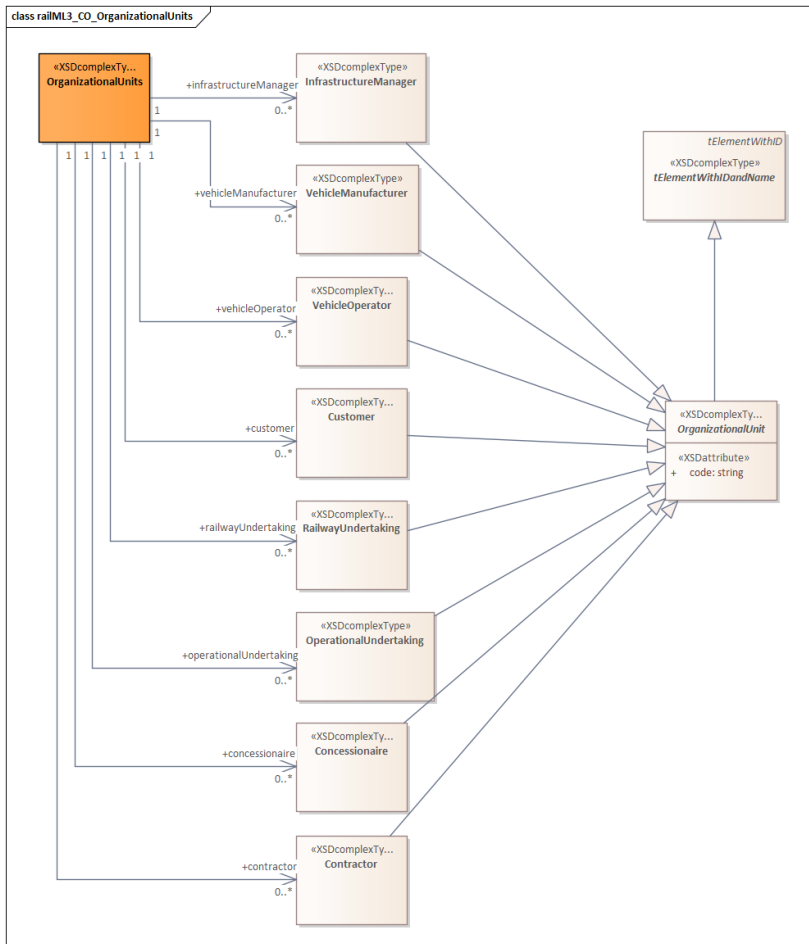 class railML3_CO_OrganizationalUnits
«XSDcomplexTy...
OrganizationalUnits
+infrastructureManager
1
0..*
«XSDcomplexType»
InfrastructureManager
1
+vehicleManufacturer
0..*
«XSDcomplexType»
VehicleManufacturer
1 1 1 1 1 1
tElementWithID
«XSDcomplexType»
tElementWithIDandName
+vehicleOperator
0..*
«XSDcomplexTy...
VehicleOperator
+customer
0..*
«XSDcomplexTy...
Customer
«XSDcomplexTy...
OrganizationalUnit
«XSDattribute»
+ code: string
+railwayUndertaking
0..*
«XSDcomplexTy...
RailwayUndertaking
+operationalUndertaking
0..*
«XSDcomplexType»
OperationalUndertaking
+concessionaire
0..*
«XSDcomplexTy...
Concessionaire
+contractor
0..*
«XSDcomplexTy...
Contractor